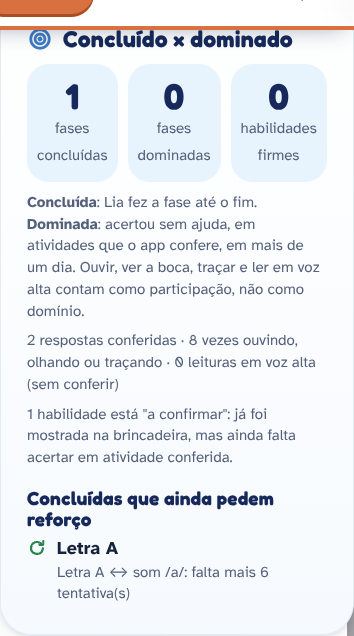 Concluído × dominado
1
fases
concluídas
0
fases
dominadas
0
habilidades
firmes
Concluída: Lia fez a fase até o fim.
Dominada: acertou sem ajuda, em
atividades que o app confere, em mais de
um dia. Ouvir, ver a boca, traçar e ler em voz
alta contam como participação, não como
domínio.
2 respostas conferidas · 8 vezes ouvindo,
olhando ou traçando · 0 leituras em voz alta
(sem conferir)
1 habilidade está "a confirmar": já foi
mostrada na brincadeira, mas ainda falta
acertar em atividade conferida.
Concluídas que ainda pedem
reforço
Letra A
Letra A ↔ som /a/: falta mais 6
tentativa(s)